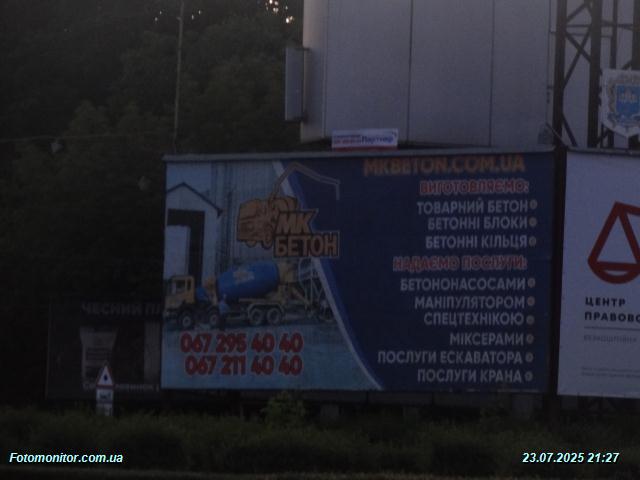 MKBETON.COM.UA
ВИГОТОВЛЯЄМО:
ТОВАРНИЙ БЕТОН
БЕТОННІ БЛОКИ
БЕТОННІ КІЛЬЦЯ
НАДАЄМО ПОСЛУГИ:
БЕТОНОНАСОСАМИ
МАНІПУЛЯТОРОМ
СПЕЦТЕХНІКОЮ
МІКСЕРАМИ
ПОСЛУГИ ЕСКАВАТОРА
ПОСЛУГИ КРАНА
МК
БЕТОН
067 295 40 40
067 211 40 40
ЧЕСНИЙ
ЦЕНТР
ПРАВОВО
Fotomonitor.com.ua
23.07.2025 21:27